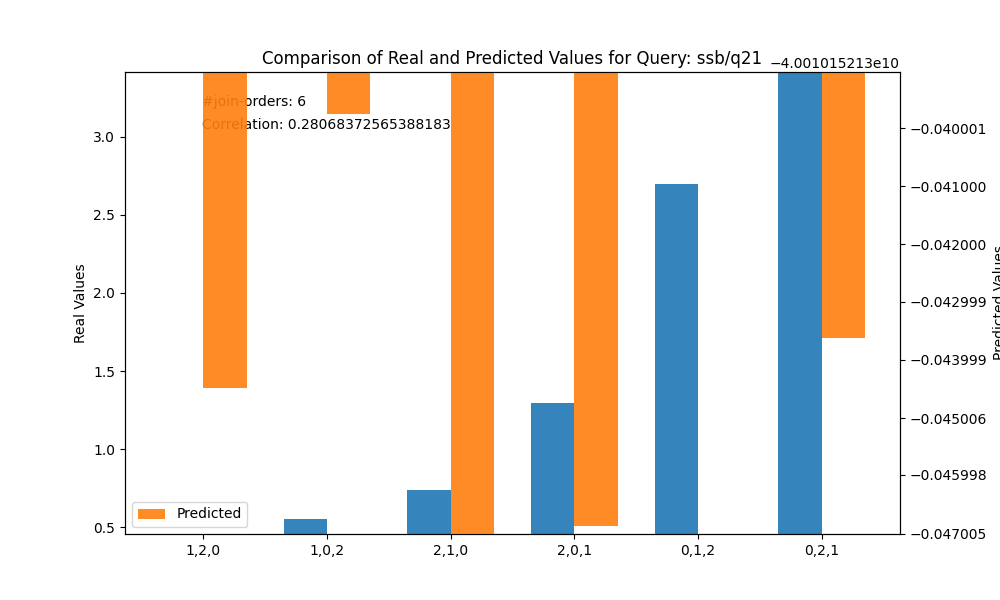 Comparison of Real and Predicted Values for Query: ssb/q21
−4.001015213e10
#join-orders: 6
Correlation: 0.28068372565388183
3.0
2.5
2.0
1.5
1.0
0.5
Real Values
−0.040001
−0.041000
−0.042000
−0.042999
−0.043999
−0.045006
−0.045998
−0.047005
Predicted Values
Predicted
1,2,0
1,0,2
2,1,0
2,0,1
0,1,2
0,2,1